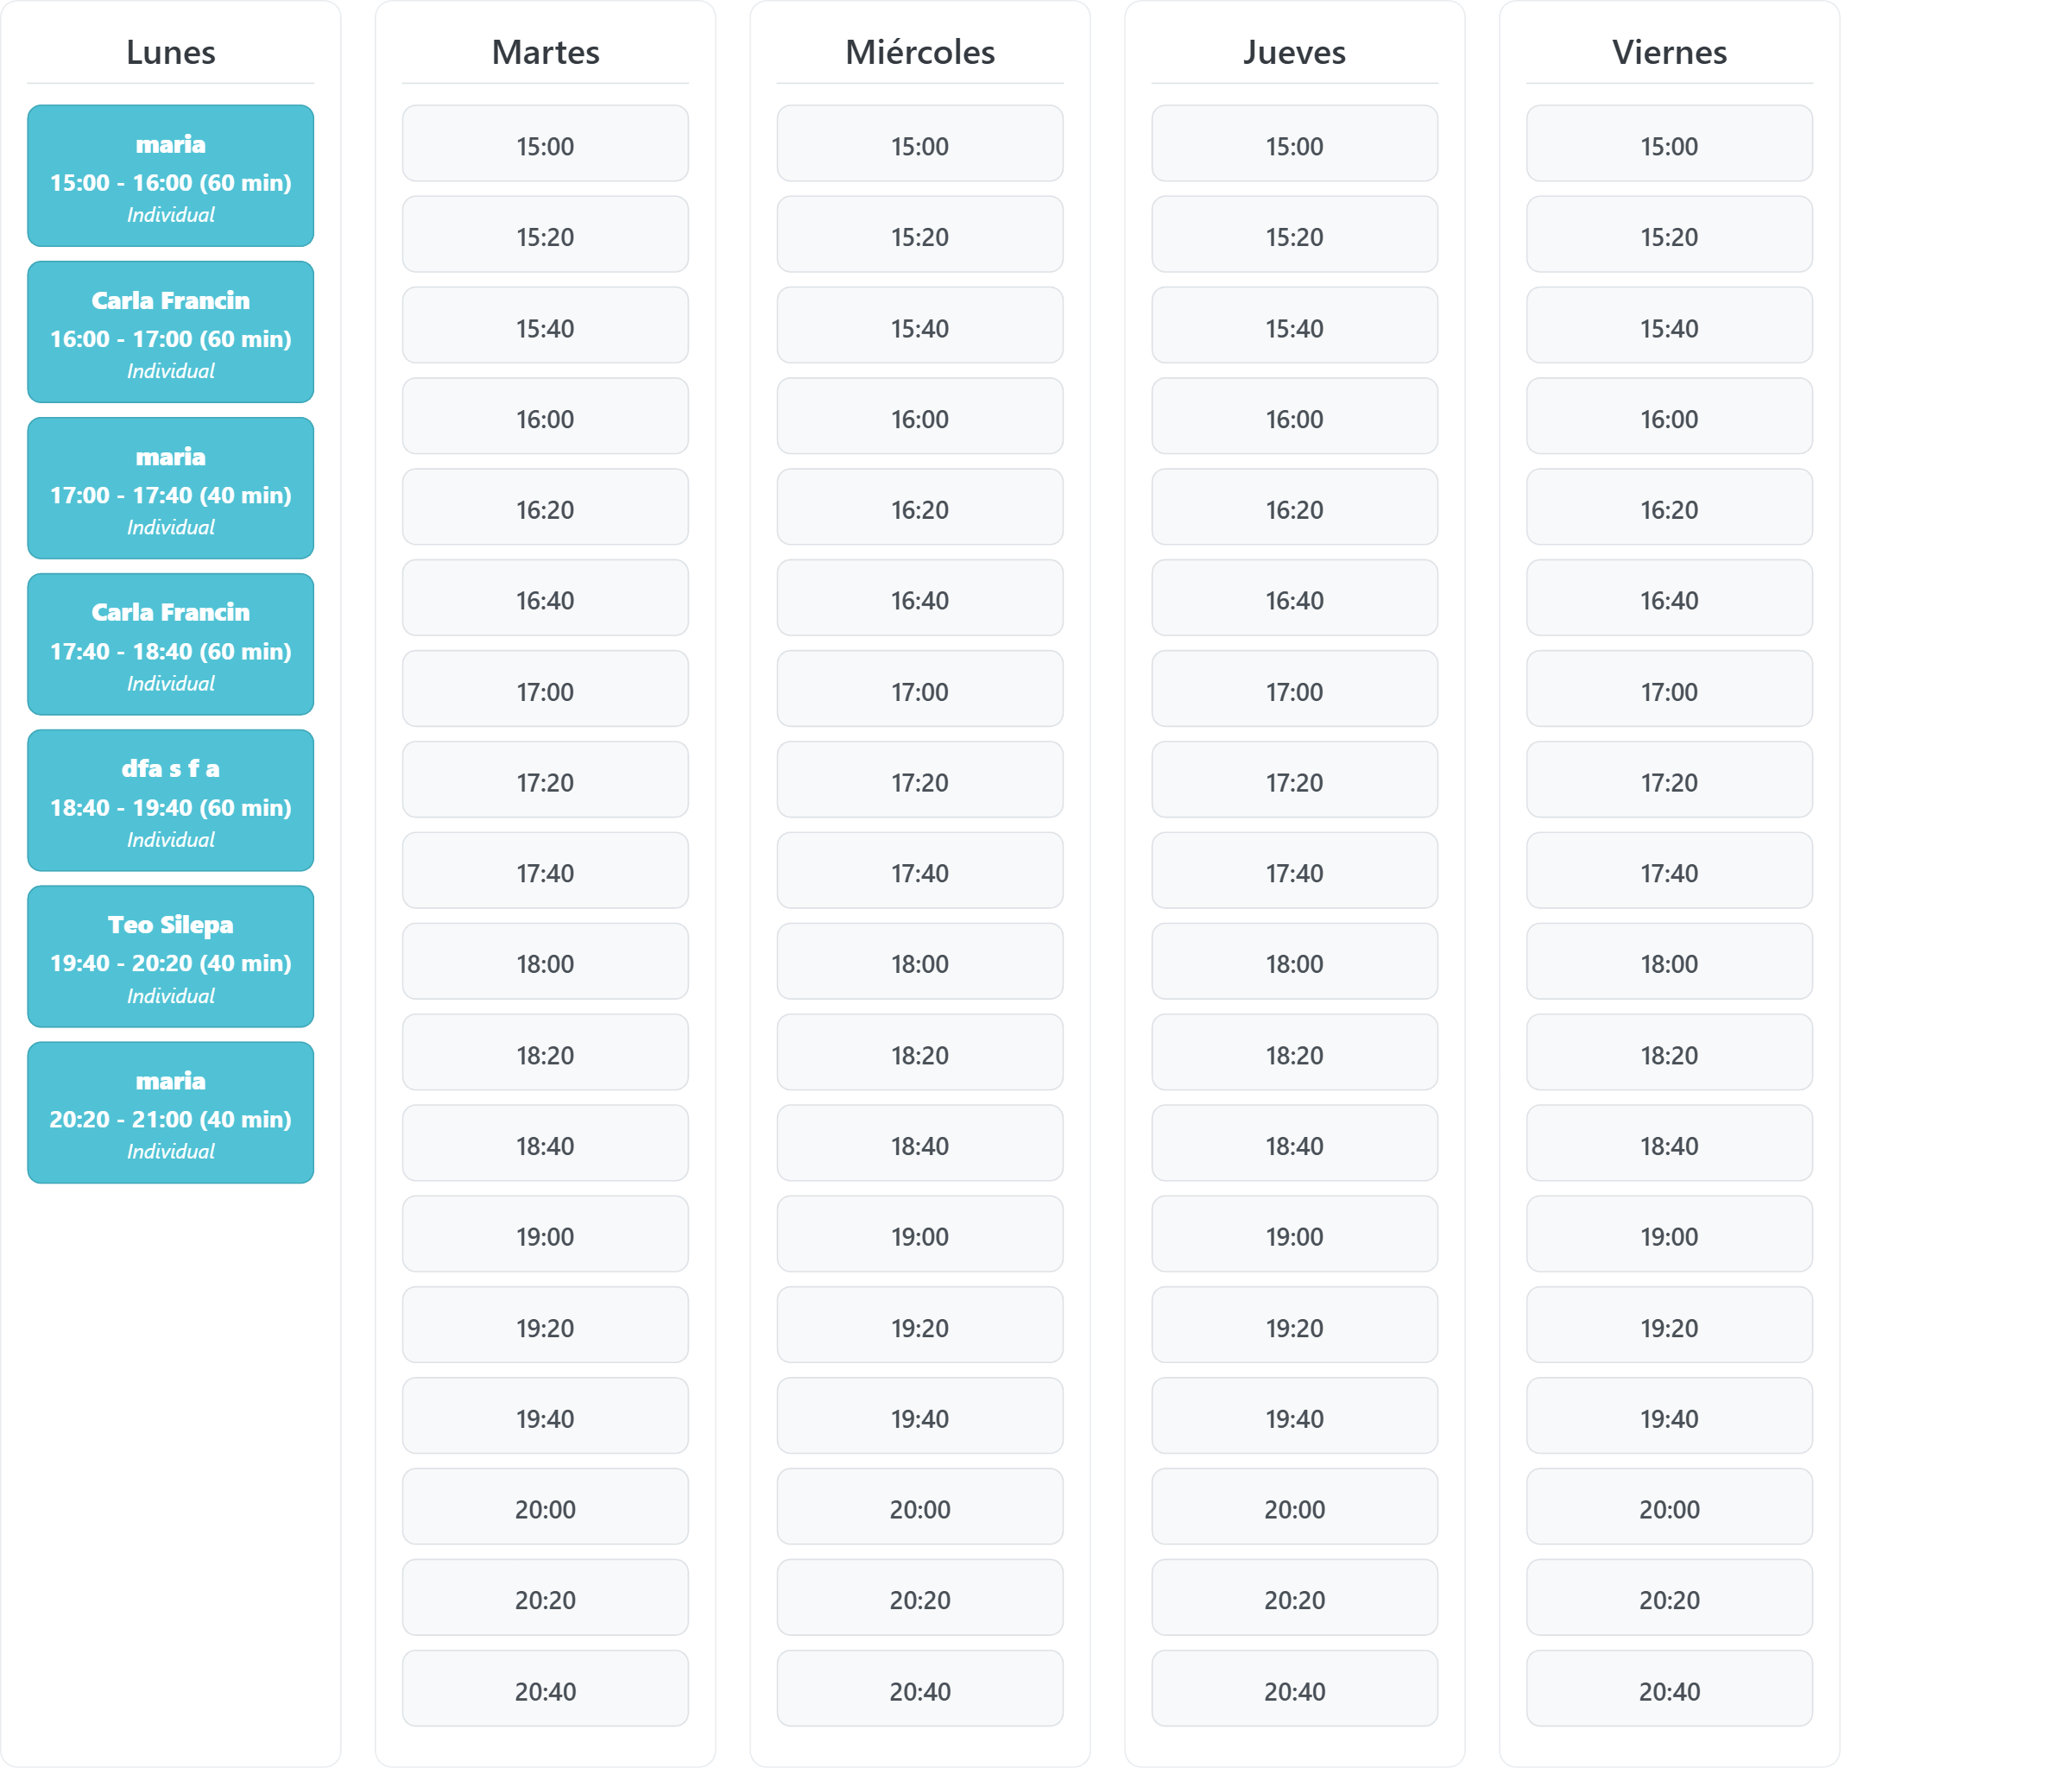 Lunes
maria
15:00 - 16:00 (60 min)
Individual
Carla Francin
16:00 - 17:00 (60 min)
Individual
maria
17:00 - 17:40 (40 min)
Individual
Carla Francin
17:40 - 18:40 (60 min)
Individual
dfa s f a
18:40 - 19:40 (60 min)
Individual
Teo Silepa
19:40 - 20:20 (40 min)
Individual
maria
20:20 - 21:00 (40 min)
Individual
Martes
15:00
15:20
15:40
16:00
16:20
16:40
17:00
17:20
17:40
18:00
18:20
18:40
19:00
19:20
19:40
20:00
20:20
20:40
Miércoles
15:00
15:20
15:40
16:00
16:20
16:40
17:00
17:20
17:40
18:00
18:20
18:40
19:00
19:20
19:40
20:00
20:20
20:40
Jueves
15:00
15:20
15:40
16:00
16:20
16:40
17:00
17:20
17:40
18:00
18:20
18:40
19:00
19:20
19:40
20:00
20:20
20:40
Viernes
15:00
15:20
15:40
16:00
16:20
16:40
17:00
17:20
17:40
18:00
18:20
18:40
19:00
19:20
19:40
20:00
20:20
20:40